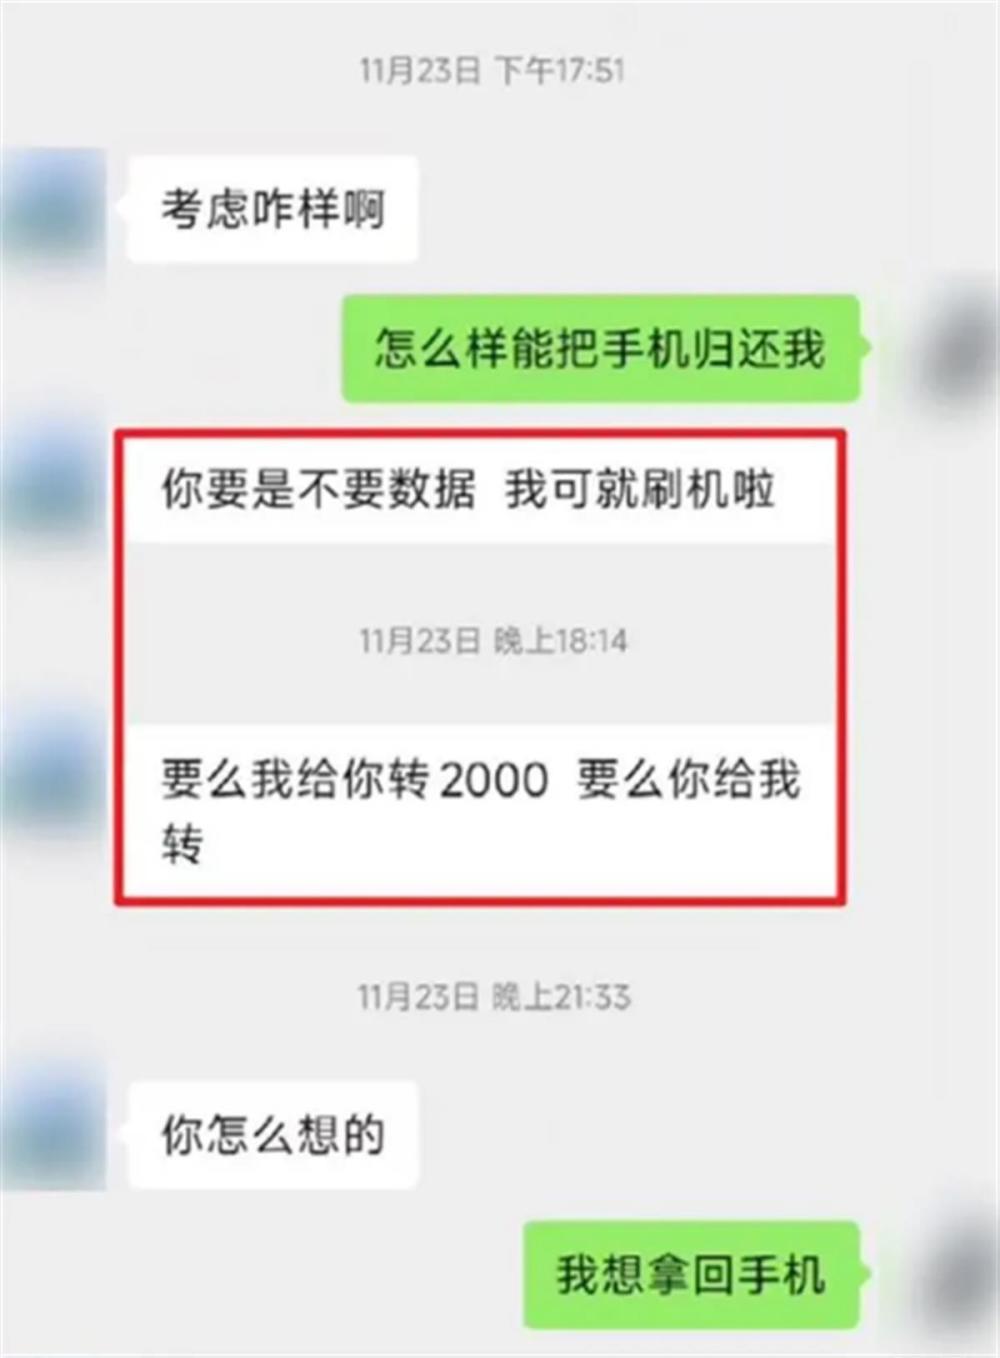 11月23日 下午17:51
考虑咋样啊
怎么样能把手机归还我
你要是不要数据 我可就刷机啦
11月23日 晚上18:14
要么我给你转2000 要么你给我
转
11月23日 晚上21:33
你怎么想的
我想拿回手机